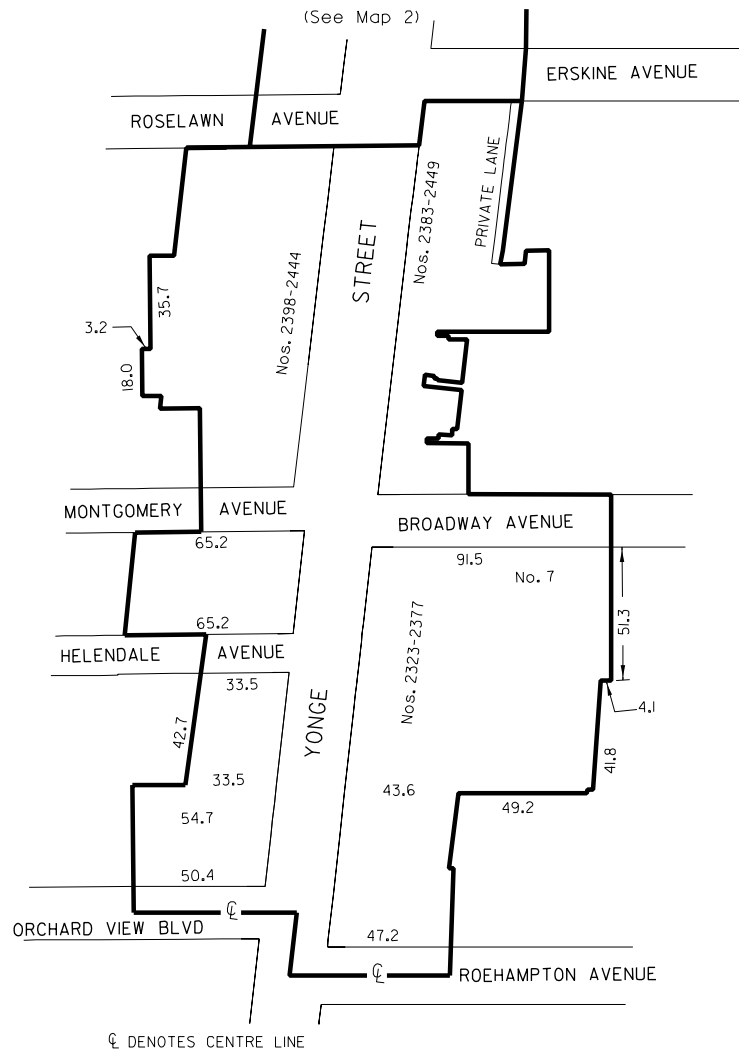 (See Map 2)
ERSKINE AVENUE
ROSELAWN AVENUE
PRIVATE LANE
Nos. 2383-2449
STREET
Nos. 2398-2444
35.7
3.2
18.0
MONTGOMERY AVENUE
BROADWAY AVENUE
65.2
91.5
No. 7
51.3
65.2
HELENDALE AVENUE
33.5
Nos. 2323-2377
4.1
YONGE
42.7
41.8
33.5
43.6
49.2
54.7
50.4
℄
ORCHARD VIEW BLVD
47.2
℄
ROEHAMPTON AVENUE
℄ DENOTES CENTRE LINE